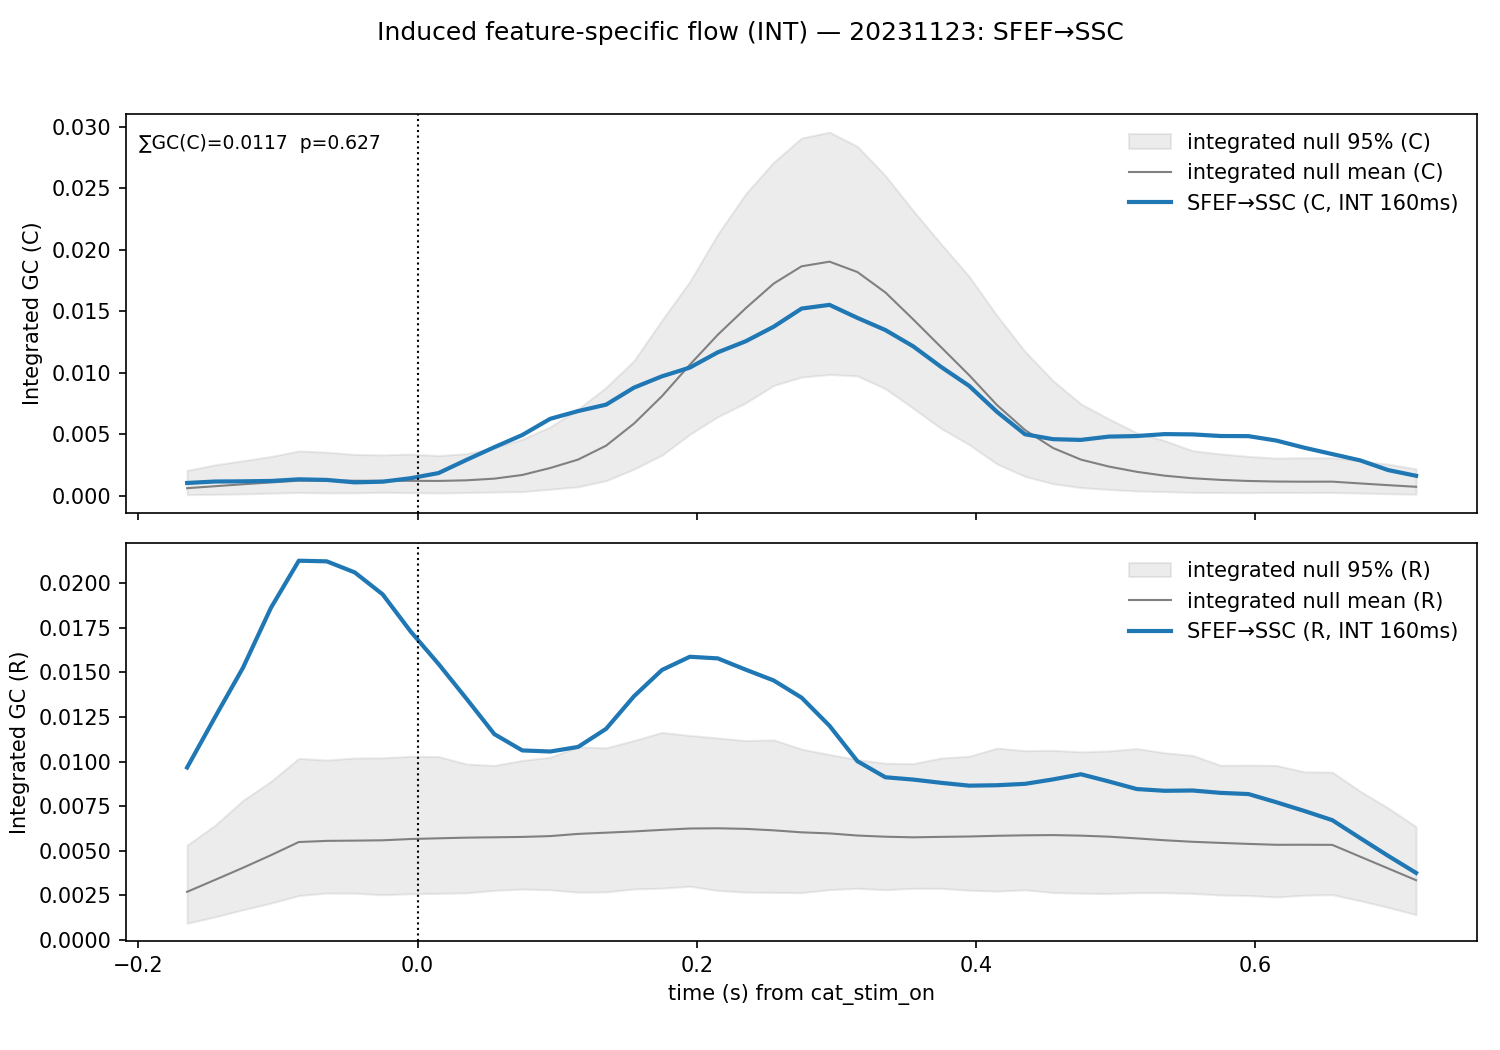 Induced feature-specific flow (INT) — 20231123: SFEF→SSC
∑GC(C)=0.0117  p=0.627
integrated null 95% (C)
integrated null mean (C)
SFEF→SSC (C, INT 160ms)
Integrated GC (C)
0.030
0.025
0.020
0.015
0.010
0.005
0.000
integrated null 95% (R)
integrated null mean (R)
SFEF→SSC (R, INT 160ms)
Integrated GC (R)
0.0200
0.0175
0.0150
0.0125
0.0100
0.0075
0.0050
0.0025
0.0000
−0.2 0.0 0.2 0.4 0.6
time (s) from cat_stim_on